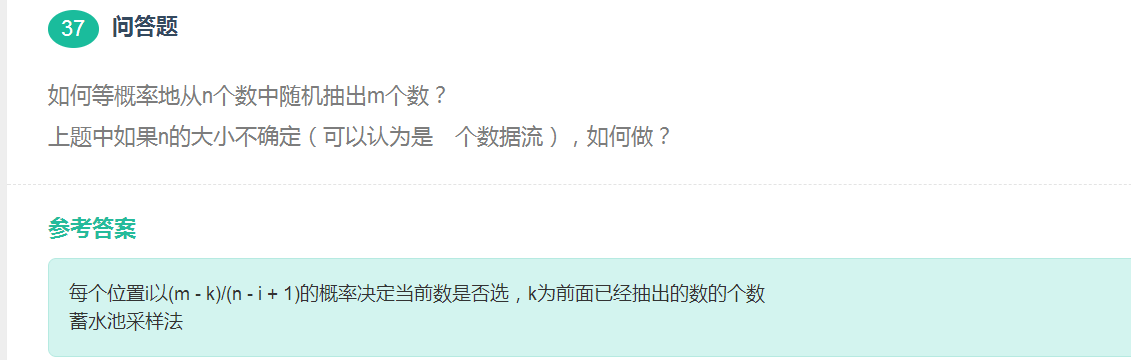 37 问答题
如何等概率地从n个数中随机抽出m个数？
上题中如果n的大小不确定（可以认为是 个数据流），如何做？
参考答案
每个位置i以(m - k)/(n - i + 1)的概率决定当前数是否选，k为前面已经抽出的数的个数
蓄水池采样法